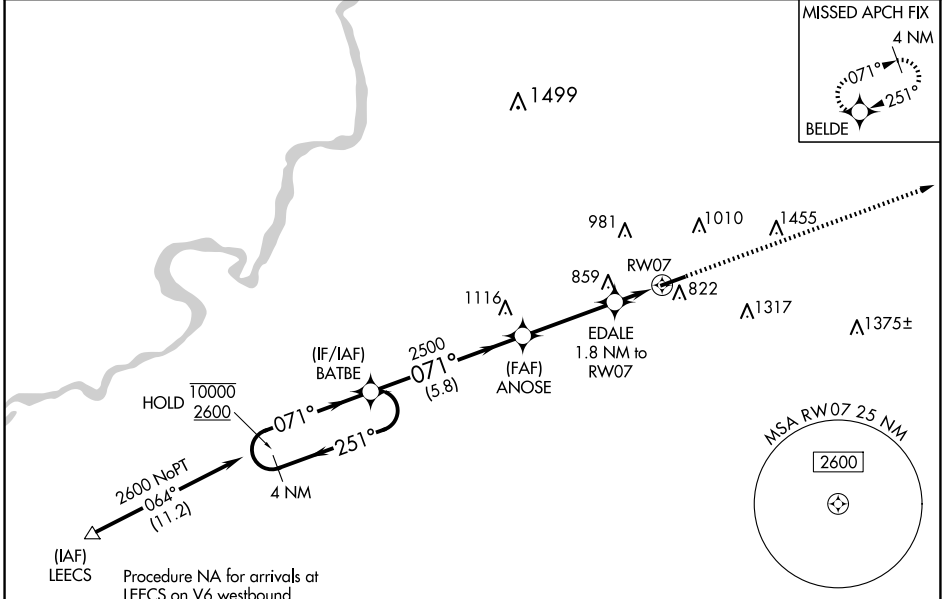 MISSED APCH FIX
4 NM
071°
251°
BELDE
1499
981
1010
1455
RW07
859
822
1116
1317
1375±
EDALE
1.8 NM to
RW07
(IF/IAF)
BATBE
2500
071°
(5.8)
(FAF)
ANOSE
HOLD
10000
2600
071°
251°
4 NM
2600 NoPT
064°
(11.2)
(IAF)
LEECS
MSA RW07 25 NM
2600
Procedure NA for arrivals at
LEECS on V6 westbound